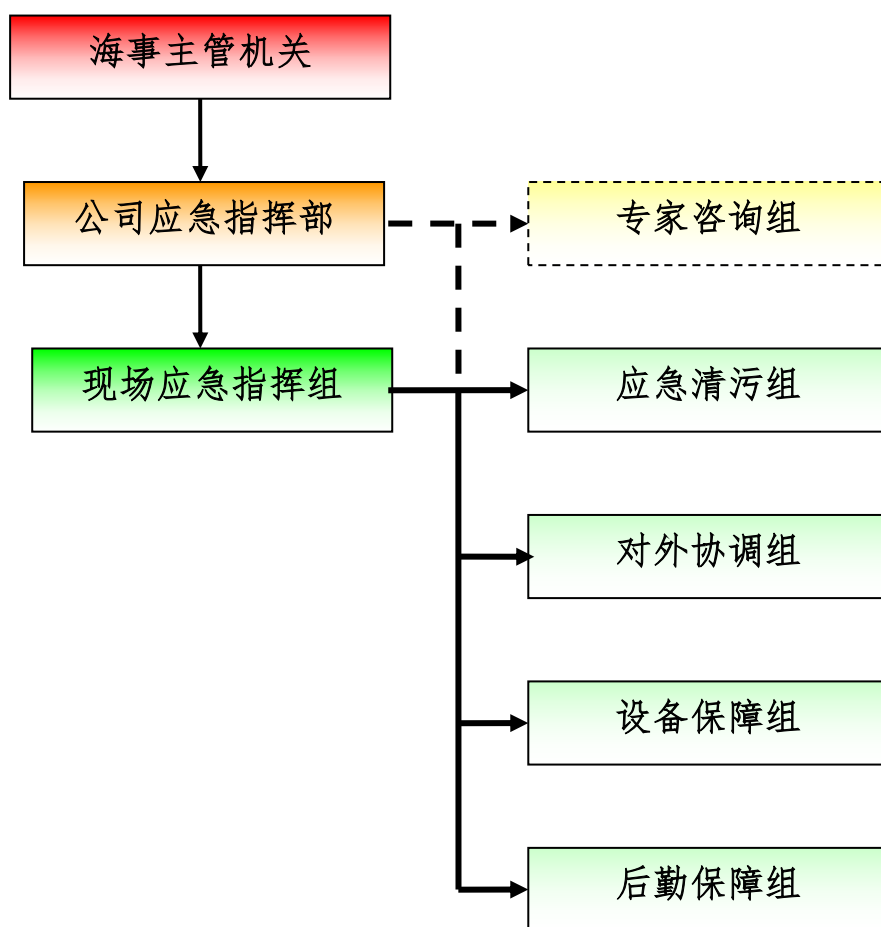 海事主管机关
公司应急指挥部
专家咨询组
现场应急指挥组
应急清污组
对外协调组
设备保障组
后勤保障组